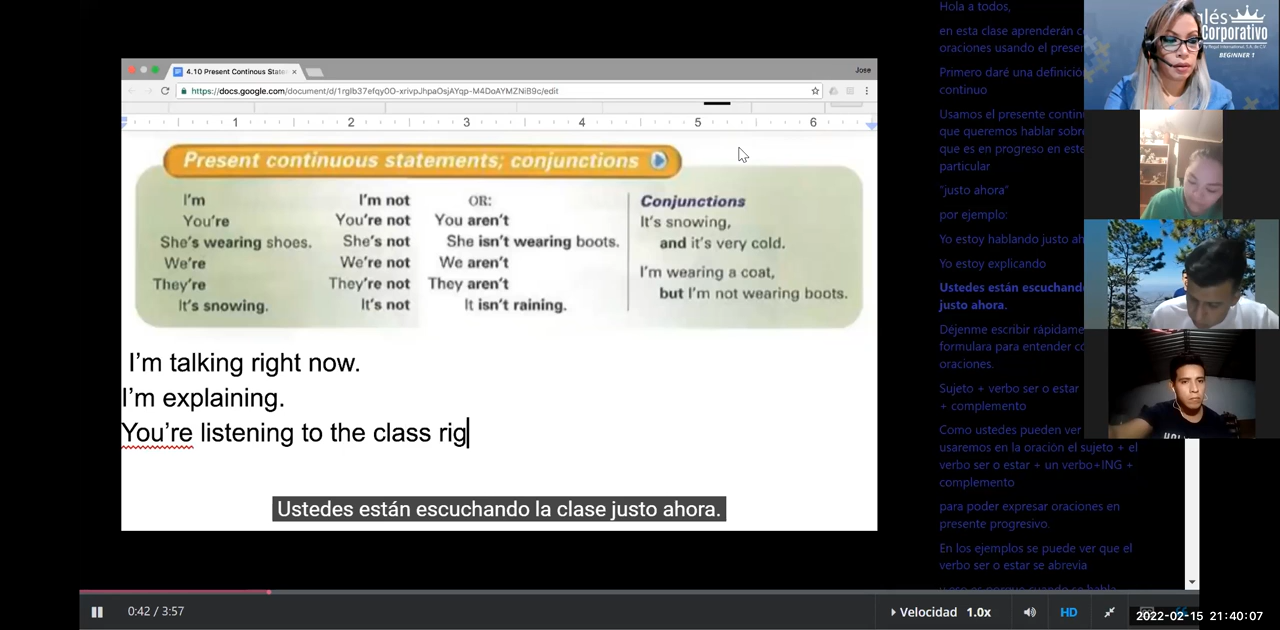 4.10 Present Continous State
Jose
https://docs.google.com/document/d/1rglb37efqy0O-xrivpJhpaOsjAYqp-M4DoAYMZNiB9c/edit
1 2 3 4 5 6
Present continuous statements; conjunctions
I'm I'm not OR: Conjunctions
You're You're not You aren't It's snowing,
She's wearing shoes. She's not She isn't wearing boots. and it's very cold.
We're We're not We aren't I'm wearing a coat,
They're They're not They aren't but I'm not wearing boots.
It's snowing. It's not It isn't raining.
I'm talking right now.
I'm explaining.
You're listening to the class rig
Ustedes están escuchando la clase justo ahora.
0:42 / 3:57
Velocidad 1.0x
HD
Hola a todos,
en esta clase aprenderán
oraciones usando el
Primero daré una
continuo
Usamos el presente
que queremos hablar
que es en progreso en este
particular
"justo ahora"
por ejemplo:
Yo estoy hablando justo
Yo estoy explicando
Ustedes están
justo ahora.
Déjenme escribir
formulara para entender
oraciones.
Sujeto + verbo ser o estar
+ complemento
Como ustedes pueden ver
usaremos en la oración el sujeto + el
verbo ser o estar + un verbo+ING +
complemento
para poder expresar oraciones en
presente progresivo.
En los ejemplos se puede ver que el
verbo ser o estar se abrevia
glés
Corporativo
BEGINNER 1
2022-02-15 21:40:07